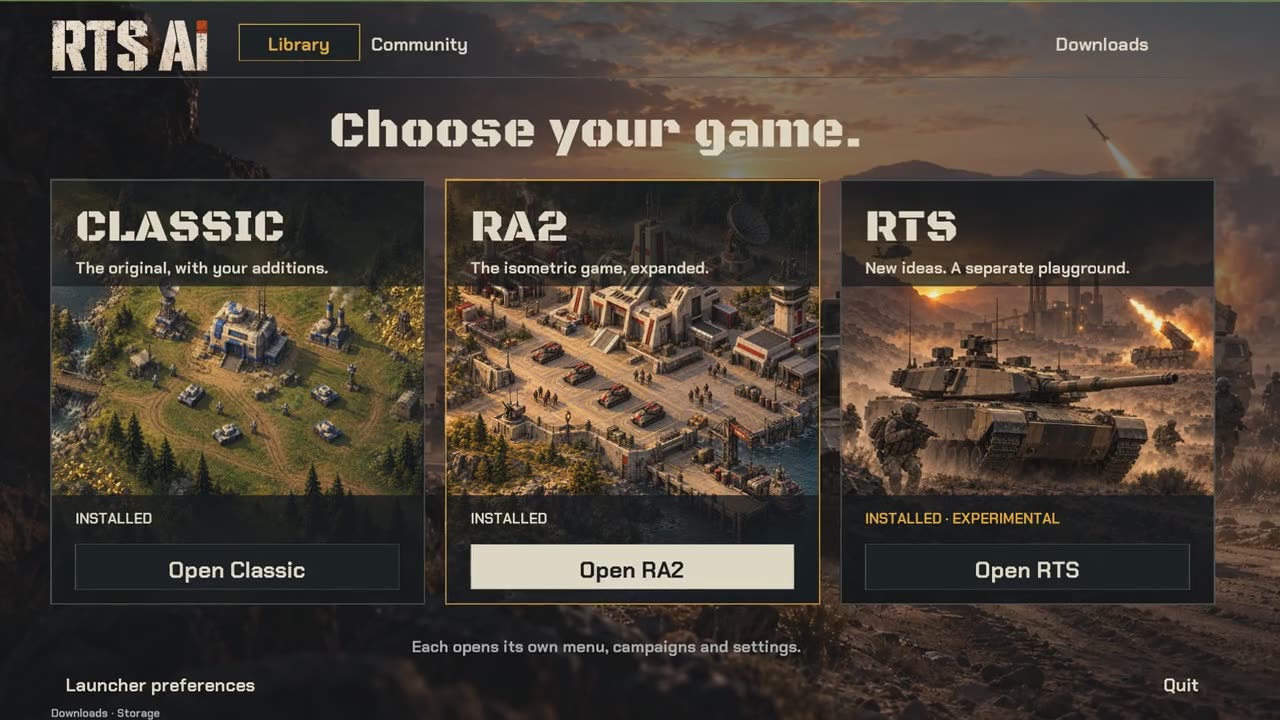 RTS Ai
Library
Community
Downloads
Choose your game.
CLASSIC
The original, with your additions.
INSTALLED
Open Classic
RA2
The isometric game, expanded.
INSTALLED
Open RA2
RTS
New ideas. A separate playground.
INSTALLED · EXPERIMENTAL
Open RTS
Each opens its own menu, campaigns and settings.
Launcher preferences
Quit
Downloads · Storage